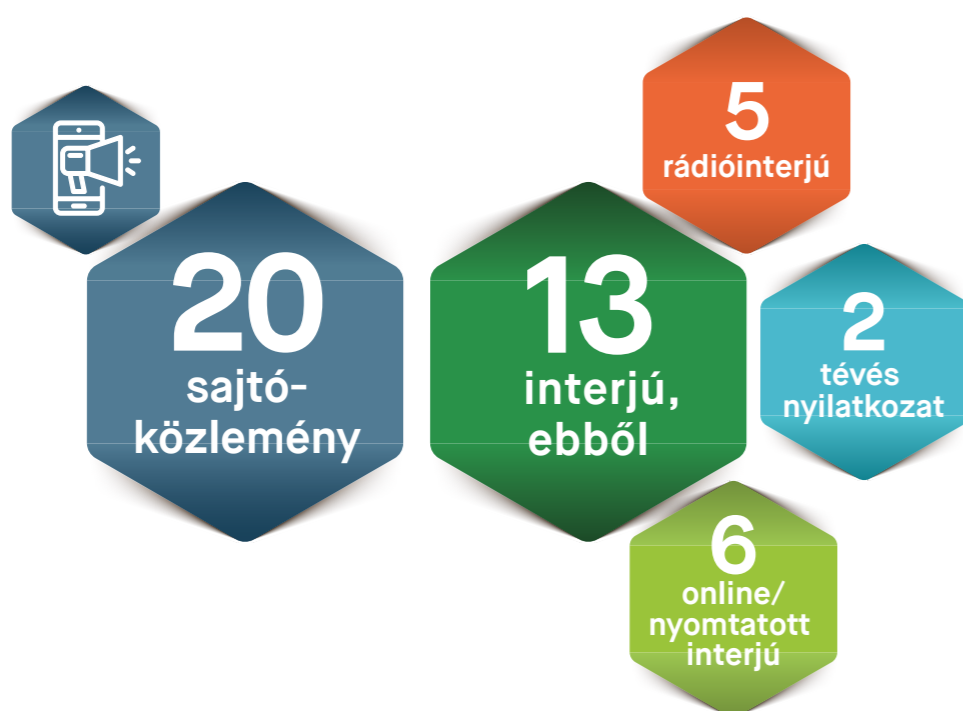 20
sajtó-
közlemény
13
interjú,
ebből
5
rádióinterjú
2
tévés
nyilatkozat
6
online/
nyomtatott
interjú